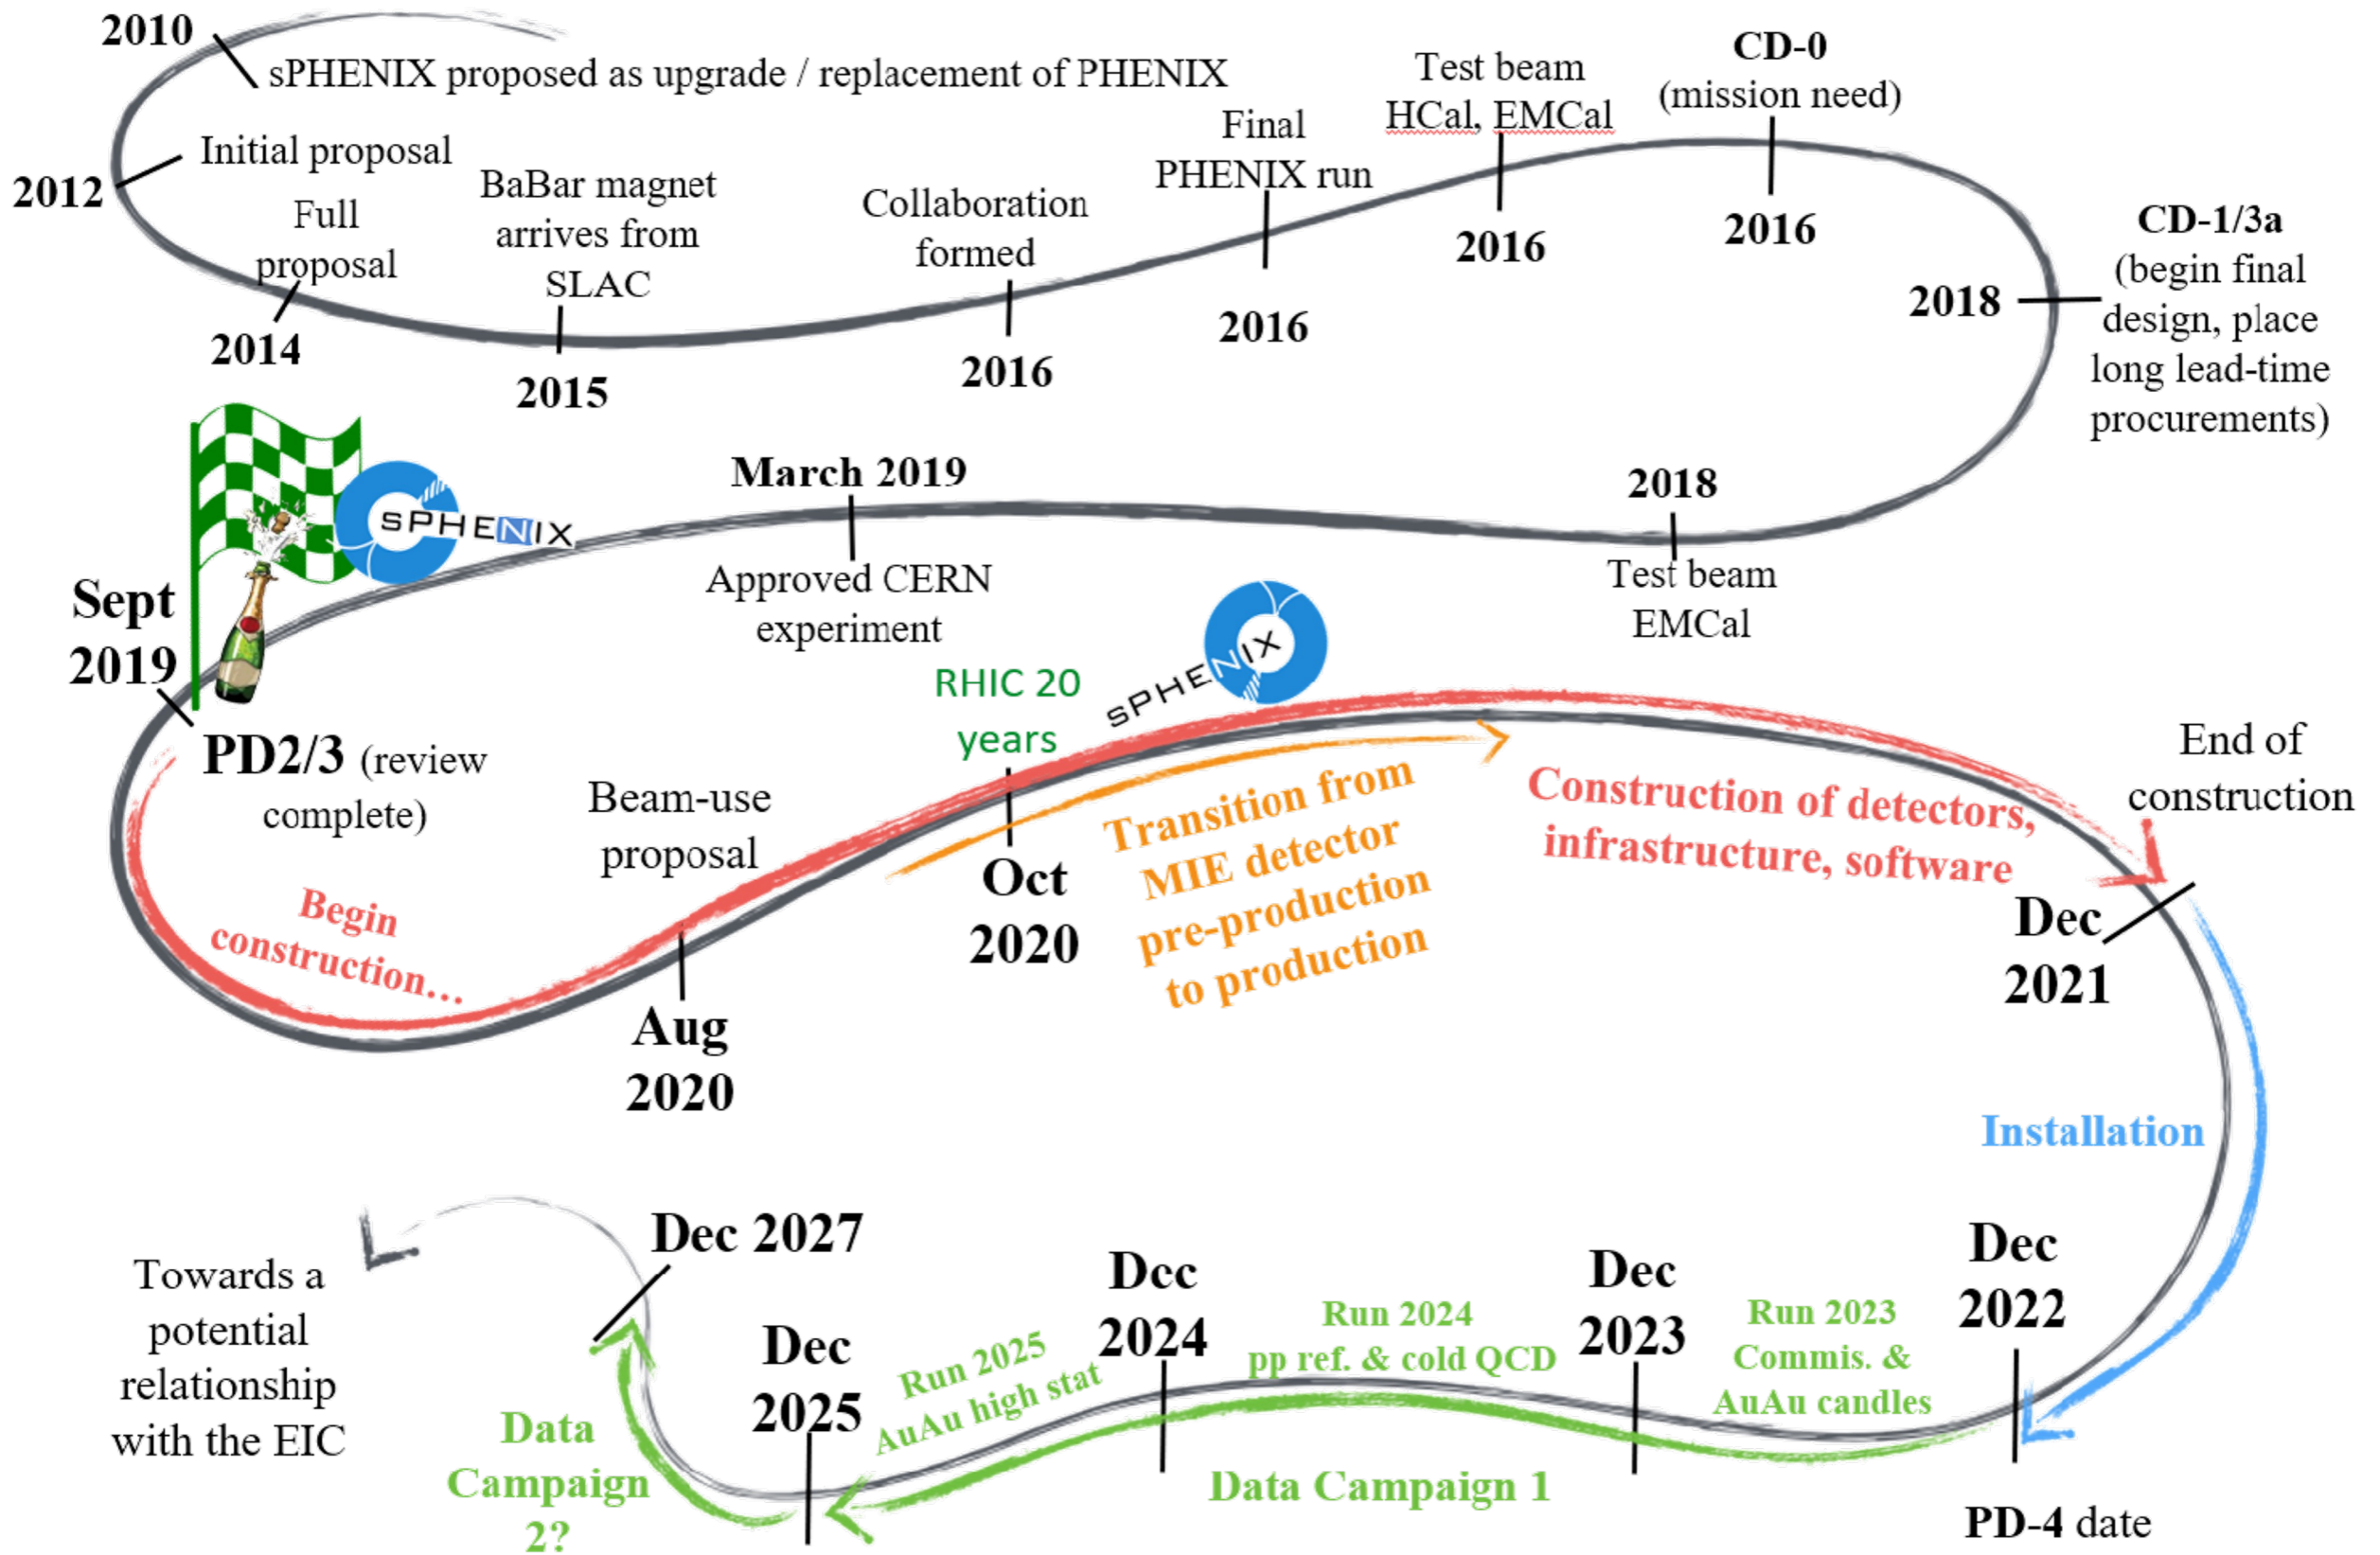 2010
sPHENIX proposed as upgrade / replacement of PHENIX
2012
Initial proposal
Full
proposal
2014
BaBar magnet
arrives from
SLAC
2015
Collaboration
formed
2016
Final
PHENIX run
2016
Test beam
HCal, EMCal
2016
CD-0
(mission need)
2016
2018
CD-1/3a
(begin final
design, place
long lead-time
procurements)
2018
Test beam
EMCal
March 2019
Approved CERN
experiment
sPHENIX
Sept
2019
PD2/3 (review
complete)
Begin
construction...
Beam-use
proposal
Aug
2020
RHIC 20
years
sPHENIX
Oct
2020
Transition from
MIE detector
pre-production
to production
Construction of detectors,
infrastructure, software
End of
construction
Dec
2021
Installation
Dec
2022
PD-4 date
Run 2023
Commis. &
AuAu candles
Dec
2023
Run 2024
pp ref. & cold QCD
Data Campaign 1
Dec
2024
Run 2025
AuAu high stat
Dec
2025
Data
Campaign
2?
Dec 2027
Towards a
potential
relationship
with the EIC